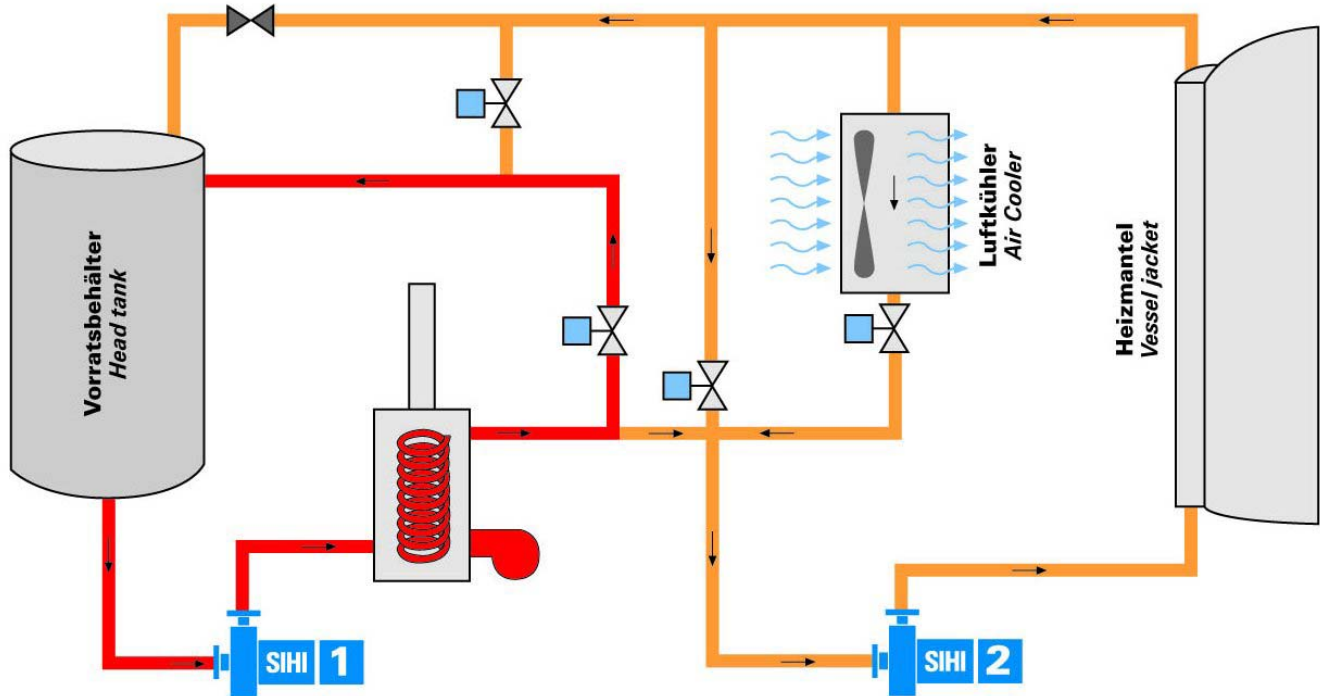 Vorratsbehälter
Head tank
Luftkühler
Air Cooler
Heizmantel
Vessel jacket
SIHI 1
SIHI 2